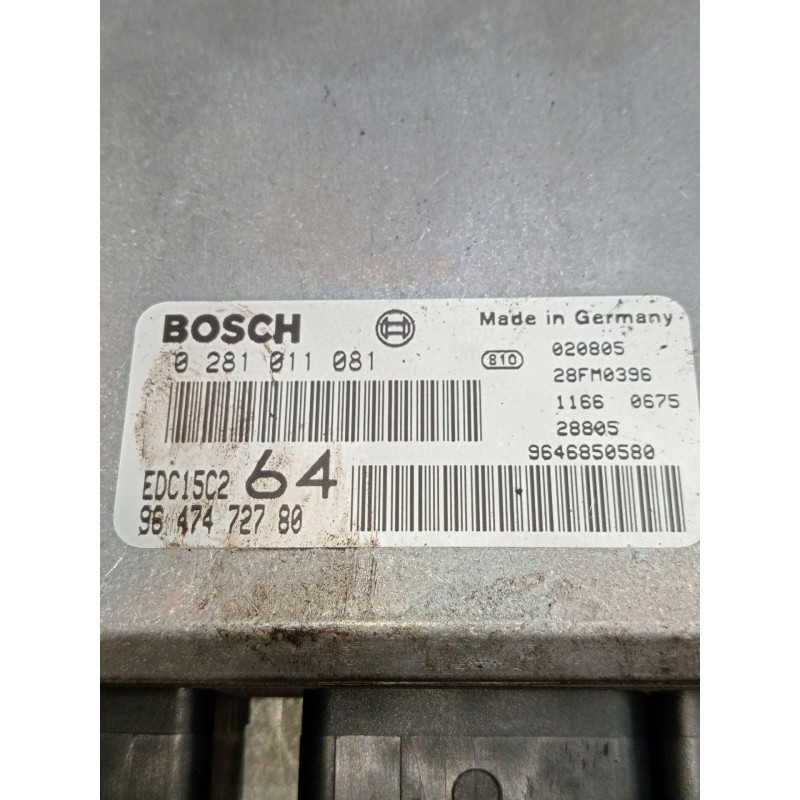 BOSCH
Made in Germany
0 281 011 081
810
020805
28FM0396
1166 0675
28805
9646850580
EDC15C2 64
96 474 727 80